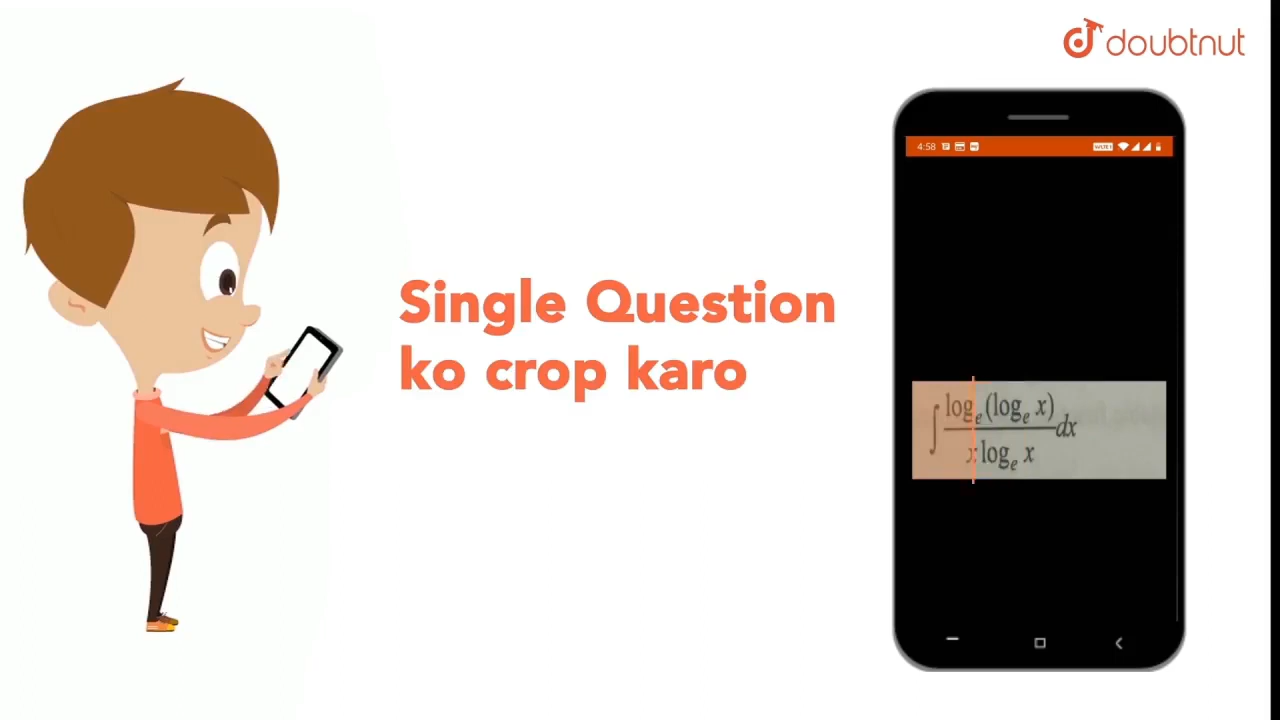 doubtnut
4:58
Single Question
ko crop karo
∫ logₑ(logₑ x) / x logₑ x dx